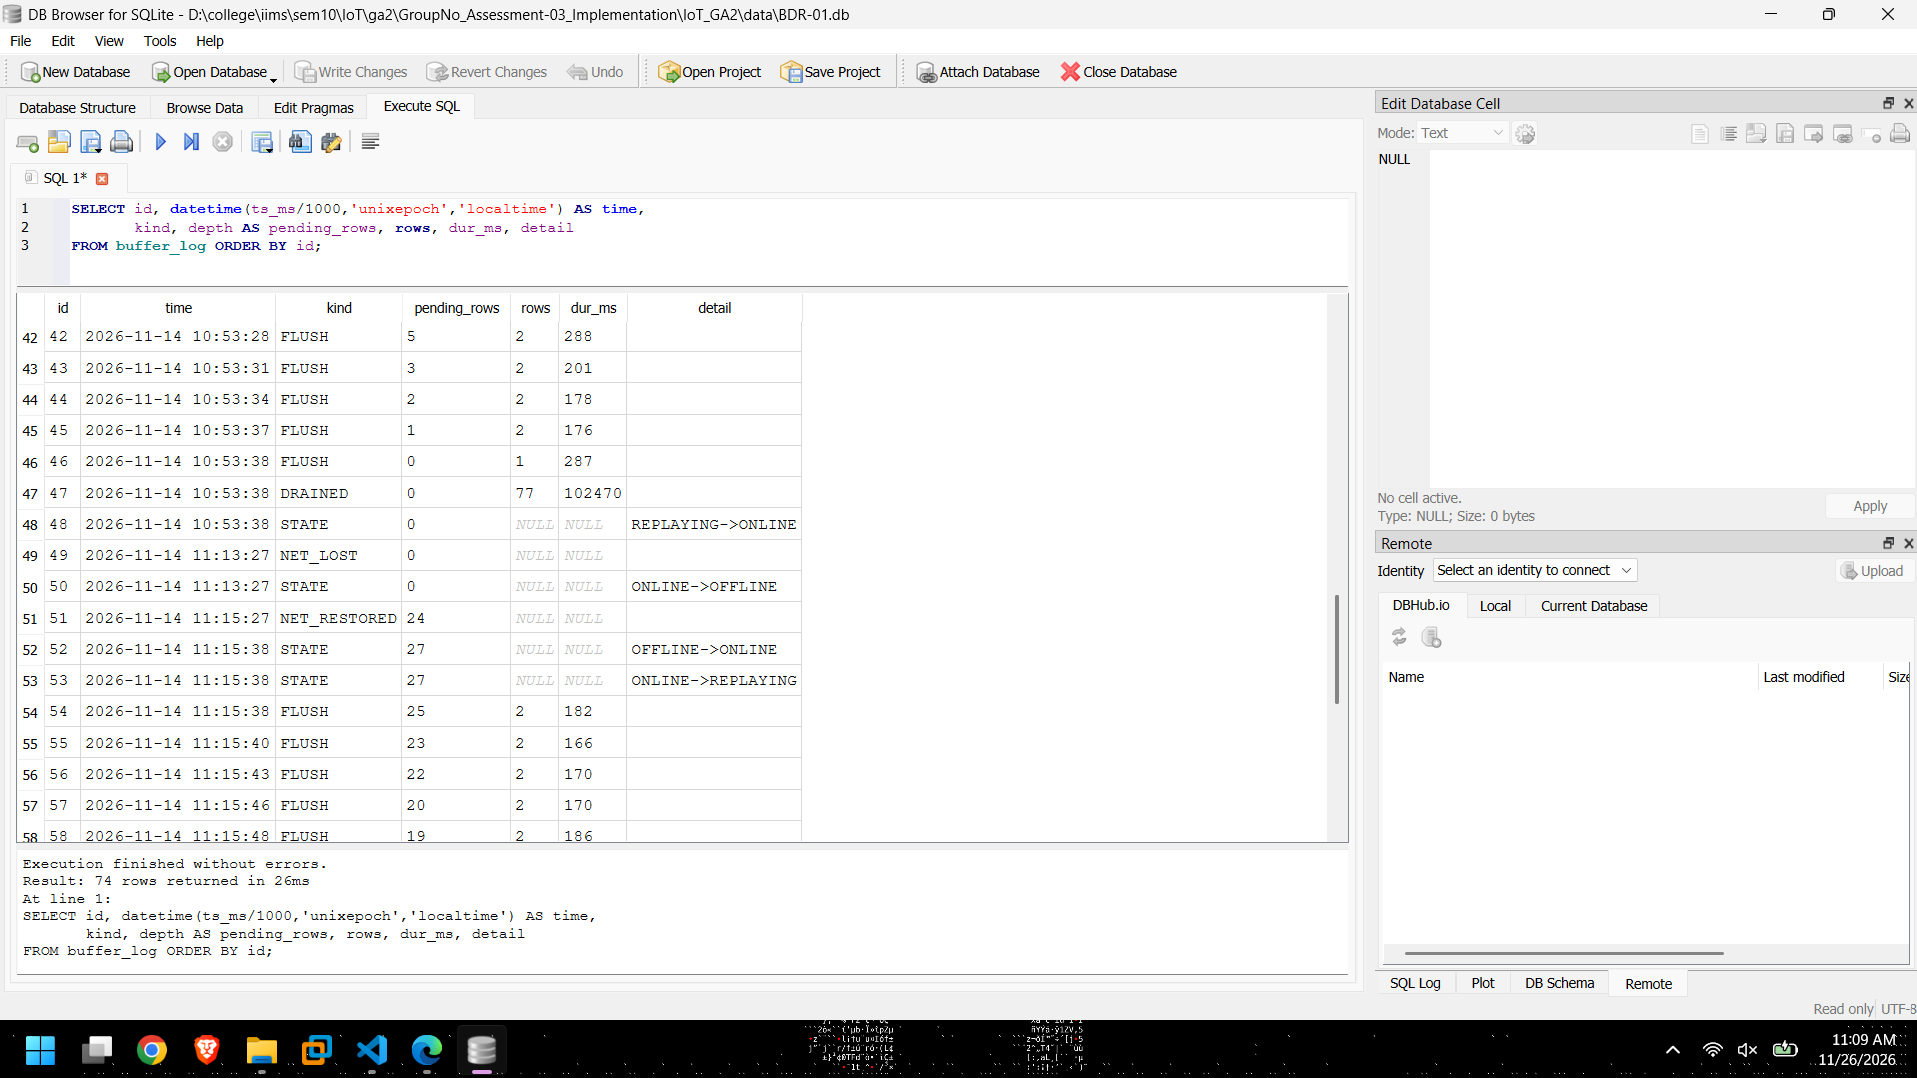 DB Browser for SQLite - D:\college\iims\sem10\IoT\ga2\GroupNo_Assessment-03_Implementation\IoT_GA2\data\BDR-01.db
File Edit View Tools Help
New Database Open Database Write Changes Revert Changes Undo Open Project Save Project Attach Database Close Database
Database Structure Browse Data Edit Pragmas Execute SQL
SQL 1*
1 SELECT id, datetime(ts_ms/1000,'unixepoch','localtime') AS time,
2 kind, depth AS pending_rows, rows, dur_ms, detail
3 FROM buffer_log ORDER BY id;
id time kind pending_rows rows dur_ms detail
42 42 2026-11-14 10:53:28 FLUSH 5 2 288
43 43 2026-11-14 10:53:31 FLUSH 3 2 201
44 44 2026-11-14 10:53:34 FLUSH 2 2 178
45 45 2026-11-14 10:53:37 FLUSH 1 2 176
46 46 2026-11-14 10:53:38 FLUSH 0 1 287
47 47 2026-11-14 10:53:38 DRAINED 0 77 102470
48 48 2026-11-14 10:53:38 STATE 0 NULL NULL REPLAYING->ONLINE
49 49 2026-11-14 11:13:27 NET_LOST 0 NULL NULL
50 50 2026-11-14 11:13:27 STATE 0 NULL NULL ONLINE->OFFLINE
51 51 2026-11-14 11:15:27 NET_RESTORED 24 NULL NULL
52 52 2026-11-14 11:15:38 STATE 27 NULL NULL OFFLINE->ONLINE
53 53 2026-11-14 11:15:38 STATE 27 NULL NULL ONLINE->REPLAYING
54 54 2026-11-14 11:15:38 FLUSH 25 2 182
55 55 2026-11-14 11:15:40 FLUSH 23 2 166
56 56 2026-11-14 11:15:43 FLUSH 22 2 170
57 57 2026-11-14 11:15:46 FLUSH 20 2 170
58 58 2026-11-14 11:15:48 FLUSH 19 2 186
Execution finished without errors.
Result: 74 rows returned in 26ms
At line 1:
SELECT id, datetime(ts_ms/1000,'unixepoch','localtime') AS time,
kind, depth AS pending_rows, rows, dur_ms, detail
FROM buffer_log ORDER BY id;
Edit Database Cell
Mode: Text
NULL
No cell active.
Type: NULL; Size: 0 bytes
Apply
Remote
Identity Select an identity to connect Upload
DBHub.io Local Current Database
Name Last modified Size
SQL Log Plot DB Schema Remote
Read only UTF-8
11:09 AM
11/26/2026